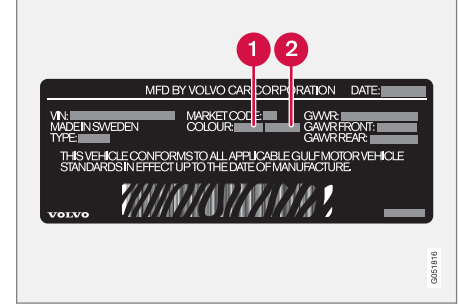 1 2
MFD BY VOLVO CAR CORPORATION DATE:
VIN: MARKET CODE: GVWR:
MADE IN SWEDEN COLOUR: GAWR FRONT:
TYPE: GAWR REAR:
THIS VEHICLE CONFORMS TO ALL APPLICABLE GULF MOTOR VEHICLE
STANDARDS IN EFFECT UP TO THE DATE OF MANUFACTURE.
VOLVO
G051816